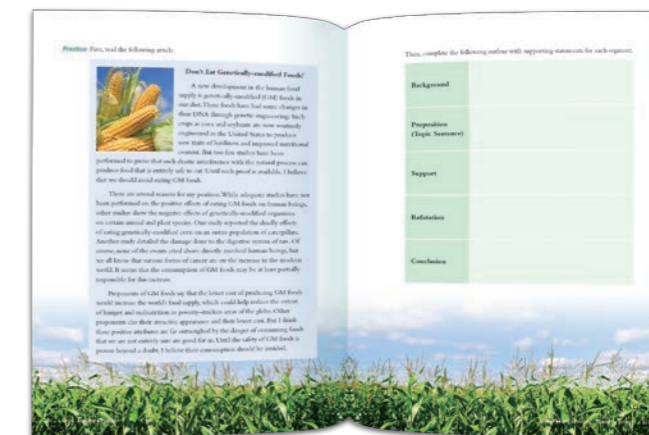 Practice First, read the following article.
Don't Eat Genetically-modified Foods!
A new development in the human food
supply is genetically-modified (GM) foods in
our diet. These foods have had some changes in
their DNA through genetic engineering. Such
crops as corn and soybeans are now routinely
engineered in the United States to produce
new traits of hardiness and improved nutritional
content. But too few studies have been
performed to prove that such drastic interference with the natural process can
produce food that is entirely safe to eat. Until such proof is available, I believe
that we should avoid eating GM foods.
There are several reasons for my position. While adequate studies have not
been performed on the positive effects of eating GM foods on human beings,
other studies show the negative effects of genetically-modified organisms
on certain animal and plant species. One study reported the deadly effects
of eating genetically-modified corn on an entire population of caterpillars.
Another study detailed the damage done to the digestive system of rats. Of
course, none of the events cited above directly involved human beings, but
we all know that various forms of cancer are on the increase in the modern
world. It seems that the consumption of GM foods may be at least partially
responsible for this increase.
Proponents of GM foods say that the lower cost of producing GM foods
would increase the world's food supply, which could help reduce the extent
of hunger and malnutrition in poverty-stricken areas of the globe. Other
proponents cite their attractive appearance and their lower cost. But I think
these positive attributes are far outweighed by the danger of consuming foods
that we are not entirely sure are good for us. Until the safety of GM foods is
proven beyond a doubt, I believe their consumption should be avoided.
Then, complete the following outline with supporting statements for each segment.
Background
Proposition
(Topic Sentence)
Support
Refutation
Conclusion